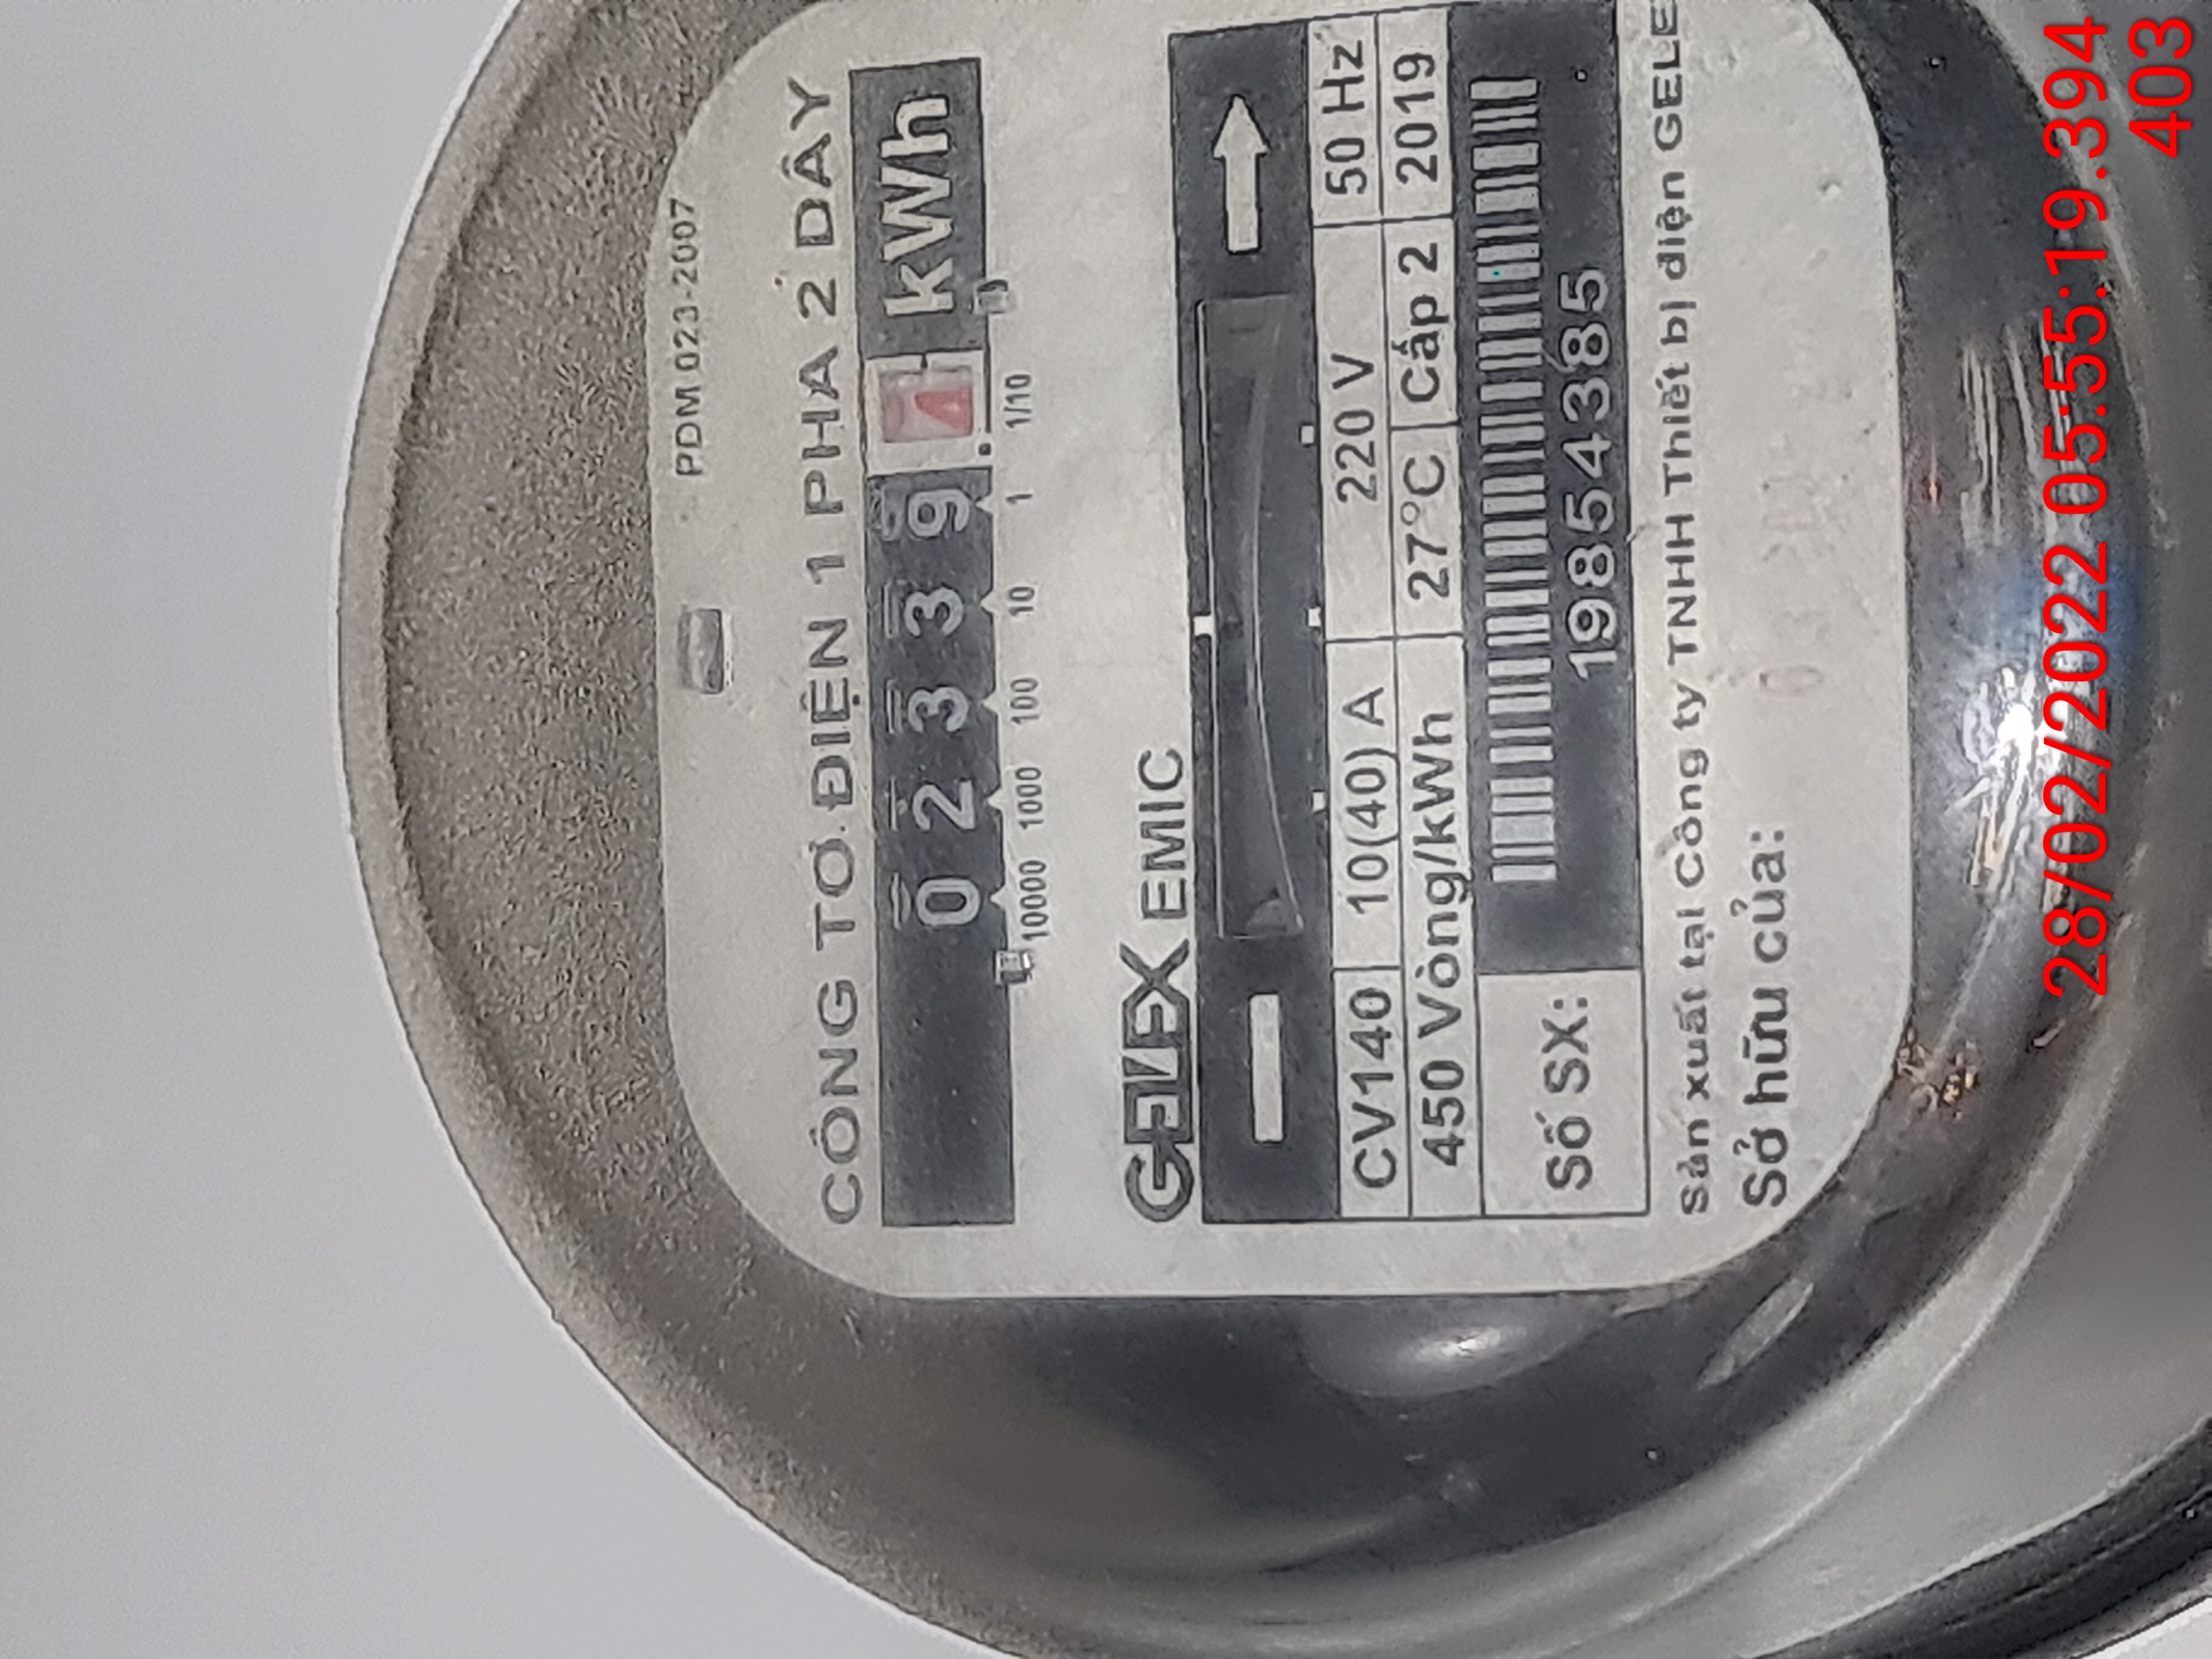 PDM 023-2007
CÔNG TƠ ĐIỆN 1 PHA 2 DÂY
0 2 3 3 9 kWh
10000 1000 100 10 1 1/10
GELEX EMIC
CV140 10(40) A 220 V 50 Hz
450 Vòng/kWh 27°C Cấp 2 2019
Số SX: 19854385
Sản xuất tại Công ty TNHH Thiết bị điện GELE
Sở hữu của:
28/02/2022 05:55:19.394
403